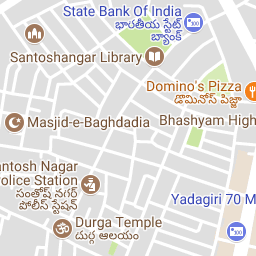 State Bank Of India
భారతీయ స్టేట్
బ్యాంక్
Santoshangar Library
Domino's Pizza
డొమినోస్ పిజ్జా
Masjid-e-Baghdadia
Bhashyam High
ntosh Nagar
olice Station
సంతోష్ నగర్
పోలీస్ స్టేషన్
Yadagiri 70 M
Durga Temple
దుర్గ ఆలయం